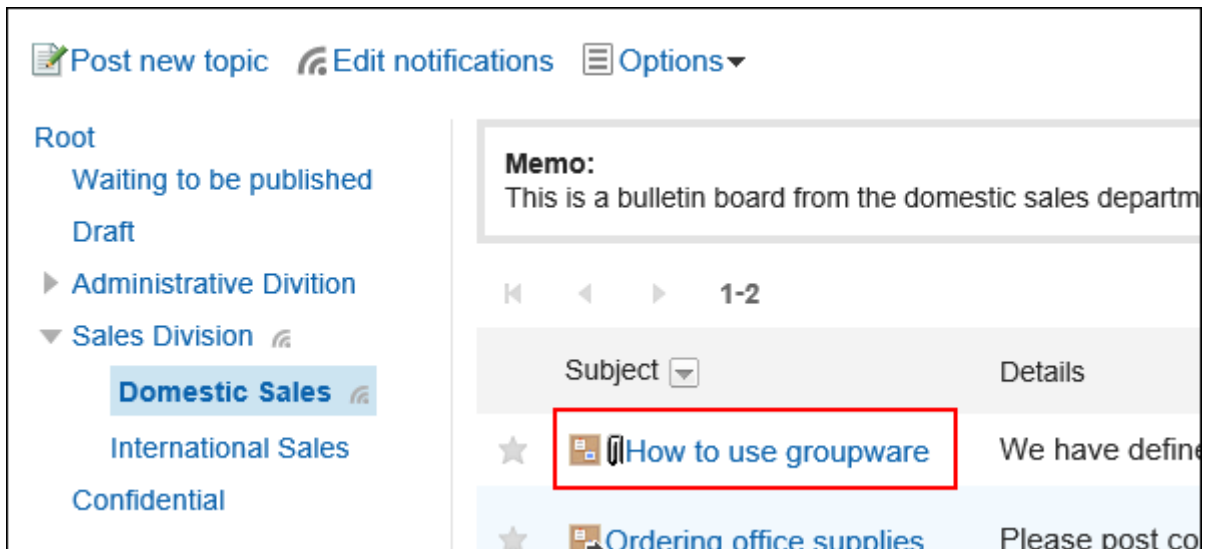 Post new topic Edit notifications Options
Root
Waiting to be published
Draft
Administrative Divition
Sales Division
Domestic Sales
International Sales
Confidential
Memo:
This is a bulletin board from the domestic sales departm
1-2
Subject Details
How to use groupware We have define
Ordering office supplies Please post co